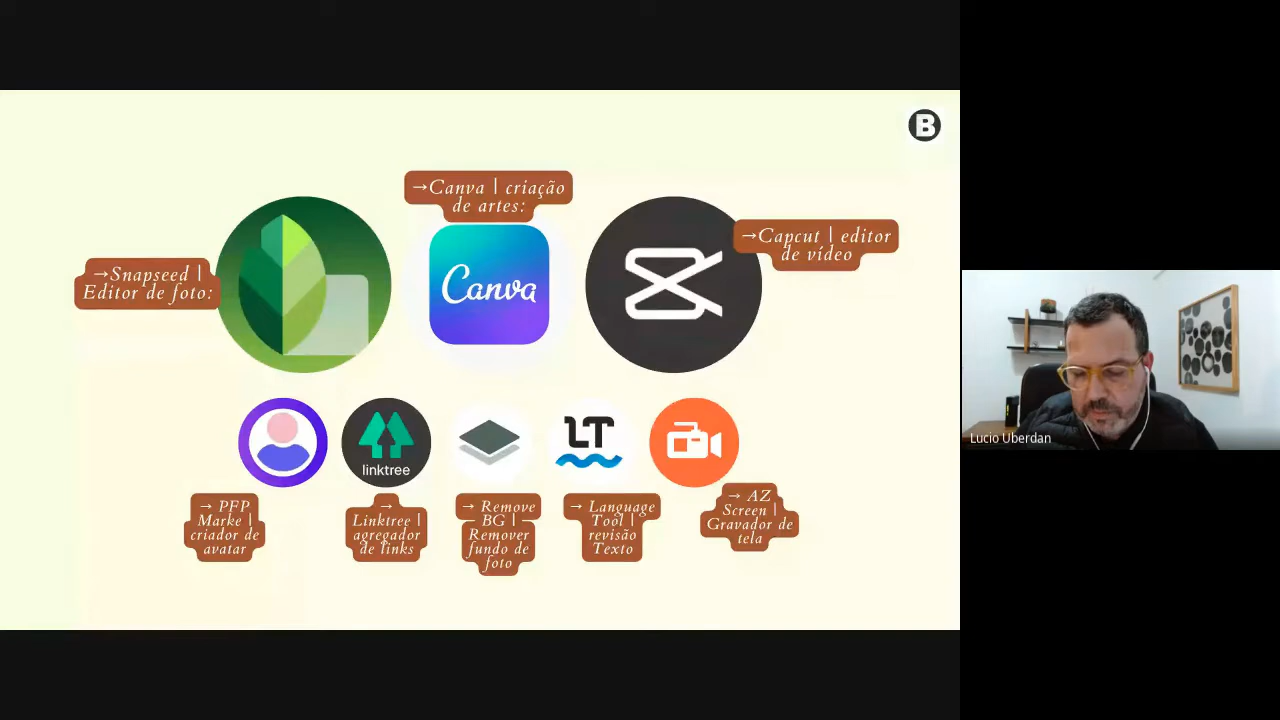 B
→Canva | criação
de artes:
→Snapseed |
Editor de foto:
Canva
→Capcut | editor
de vídeo
linktree
LT
→ PFP
Marke |
criador de
avatar
→
Linktree |
agregador
de links
→ Remove
BG |
Remover
fundo de
foto
→ Language
Tool |
revisão
Texto
→ AZ
Screen |
Gravador de
tela
Lucio Uberdan